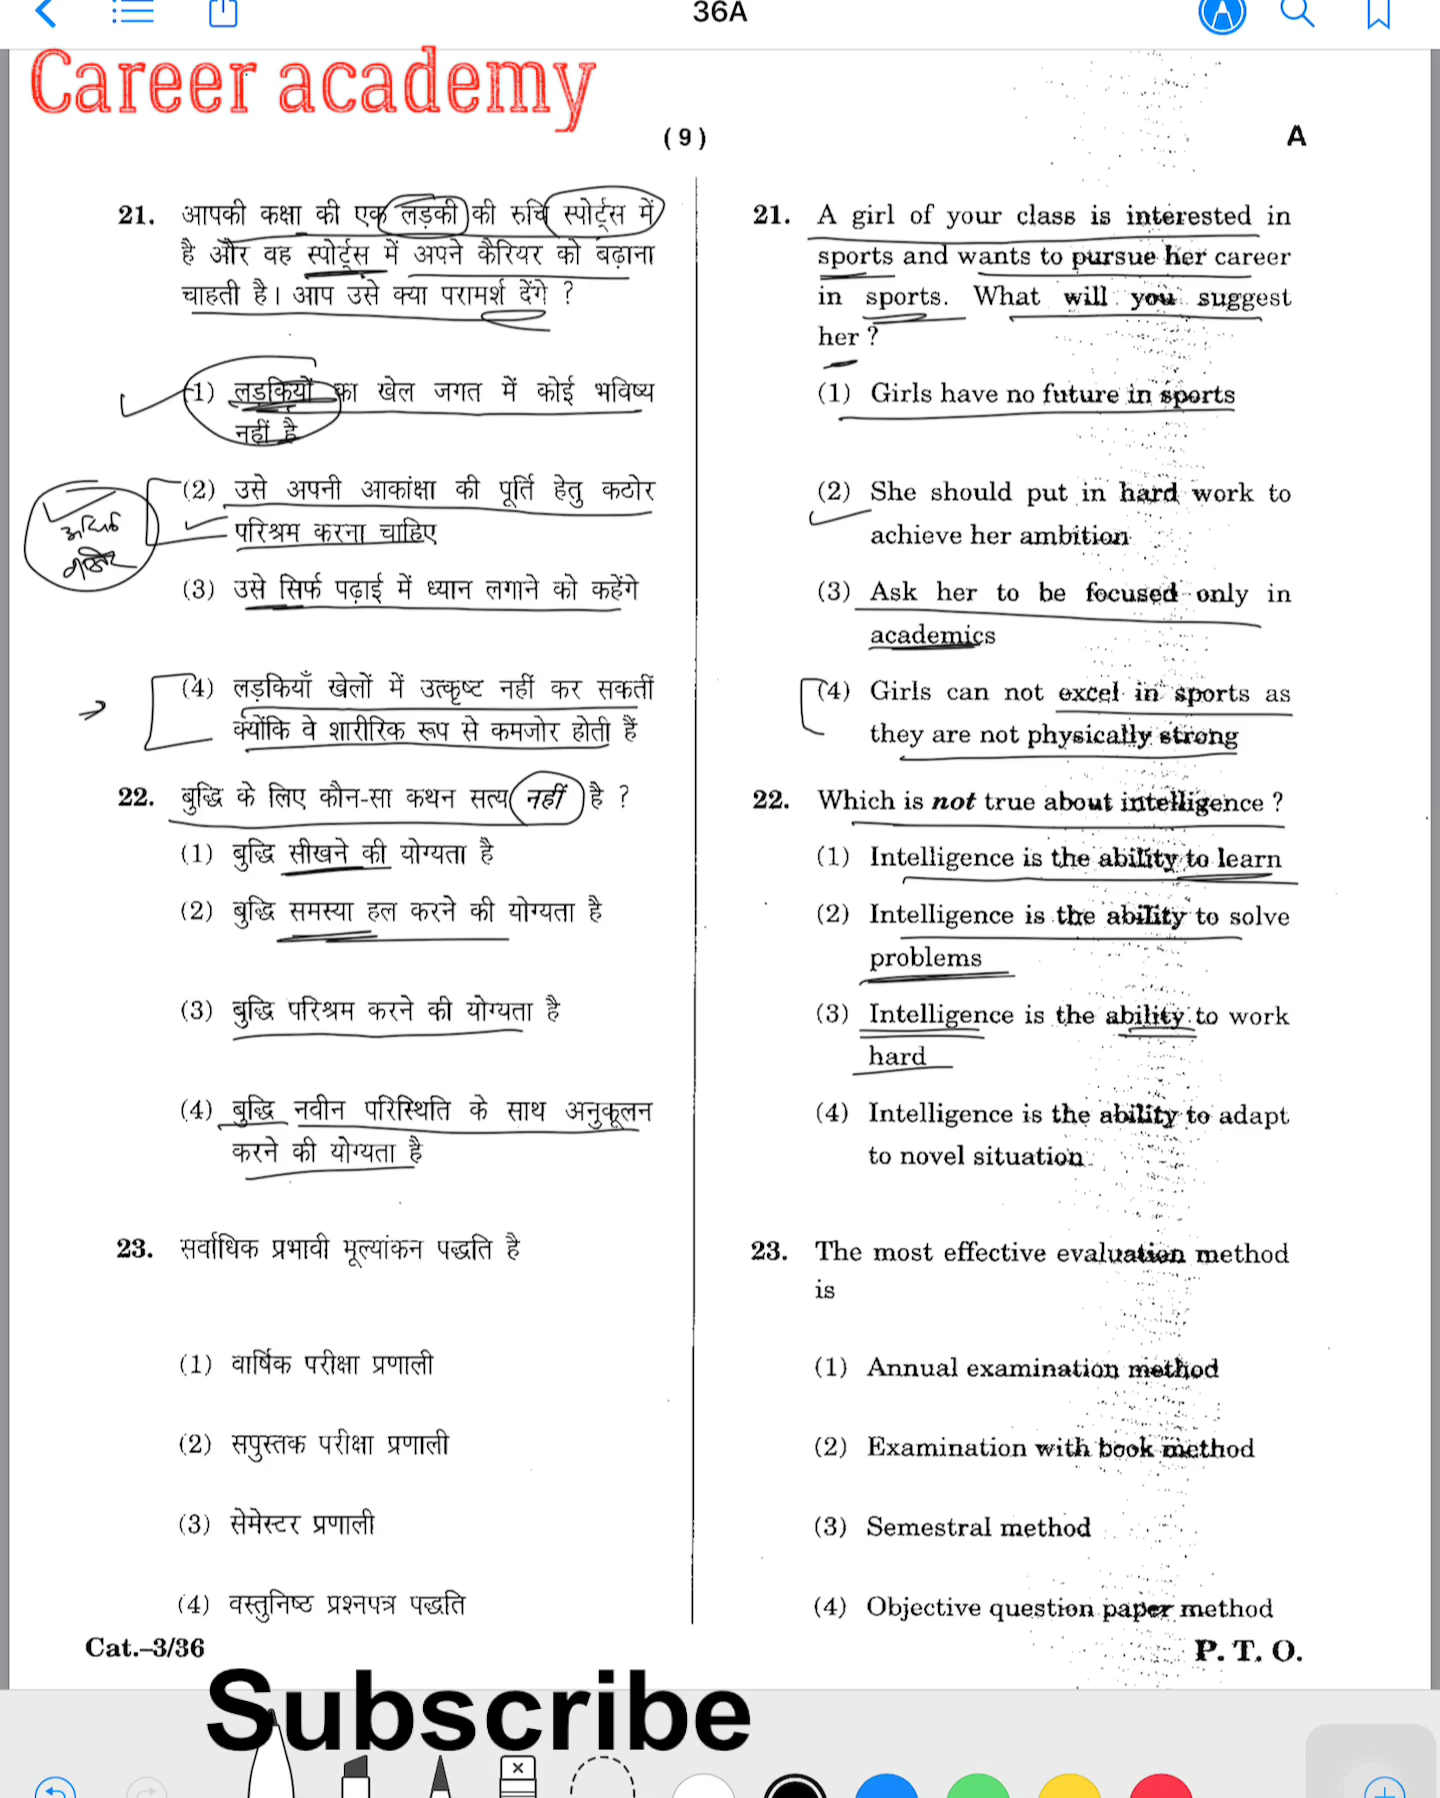 36A
Career academy
( 9 )
A
21. आपकी कक्षा की एक लड़की की रुचि स्पोर्ट्स में
है और वह स्पोर्ट्स में अपने कैरियर को बढ़ाना
चाहती है। आप उसे क्या परामर्श देंगे ?
(1) लड़कियों का खेल जगत में कोई भविष्य
नहीं है
(2) उसे अपनी आकांक्षा की पूर्ति हेतु कठोर
परिश्रम करना चाहिए
(3) उसे सिर्फ पढ़ाई में ध्यान लगाने को कहेंगे
(4) लड़कियाँ खेलों में उत्कृष्ट नहीं कर सकतीं
क्योंकि वे शारीरिक रूप से कमजोर होती हैं
22. बुद्धि के लिए कौन-सा कथन सत्य नहीं है ?
(1) बुद्धि सीखने की योग्यता है
(2) बुद्धि समस्या हल करने की योग्यता है
(3) बुद्धि परिश्रम करने की योग्यता है
(4) बुद्धि नवीन परिस्थिति के साथ अनुकूलन
करने की योग्यता है
23. सर्वाधिक प्रभावी मूल्यांकन पद्धति है
(1) वार्षिक परीक्षा प्रणाली
(2) सपुस्तक परीक्षा प्रणाली
(3) सेमेस्टर प्रणाली
(4) वस्तुनिष्ठ प्रश्नपत्र पद्धति
Cat.–3/36
21. A girl of your class is interested in
sports and wants to pursue her career
in sports. What will you suggest
her ?
(1) Girls have no future in sports
(2) She should put in hard work to
achieve her ambition
(3) Ask her to be focused only in
academics
(4) Girls can not excel in sports as
they are not physically strong
22. Which is not true about intelligence ?
(1) Intelligence is the ability to learn
(2) Intelligence is the ability to solve
problems
(3) Intelligence is the ability to work
hard
(4) Intelligence is the ability to adapt
to novel situation
23. The most effective evaluation method
is
(1) Annual examination method
(2) Examination with book method
(3) Semestral method
(4) Objective question paper method
P. T. O.
Subscribe